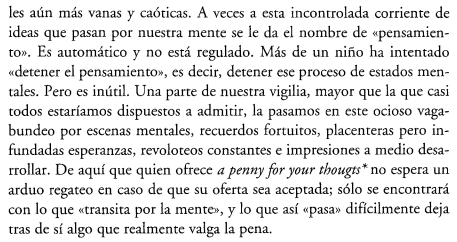 les aún más vanas y caóticas. A veces a esta incontrolada corriente de
ideas que pasan por nuestra mente se le da el nombre de «pensamien-
to». Es automático y no está regulado. Más de un niño ha intentado
«detener el pensamiento», es decir, detener ese proceso de estados men-
tales. Pero es inútil. Una parte de nuestra vigilia, mayor que la que casi
todos estaríamos dispuestos a admitir, la pasamos en este ocioso vaga-
bundeo por escenas mentales, recuerdos fortuitos, placenteras pero in-
fundadas esperanzas, revoloteos constantes e impresiones a medio desa-
rrollar. De aquí que quien ofrece a penny for your thougts* no espera un
arduo regateo en caso de que su oferta sea aceptada; sólo se encontrará
con lo que «transita por la mente», y lo que así «pasa» difícilmente deja
tras de sí algo que realmente valga la pena.